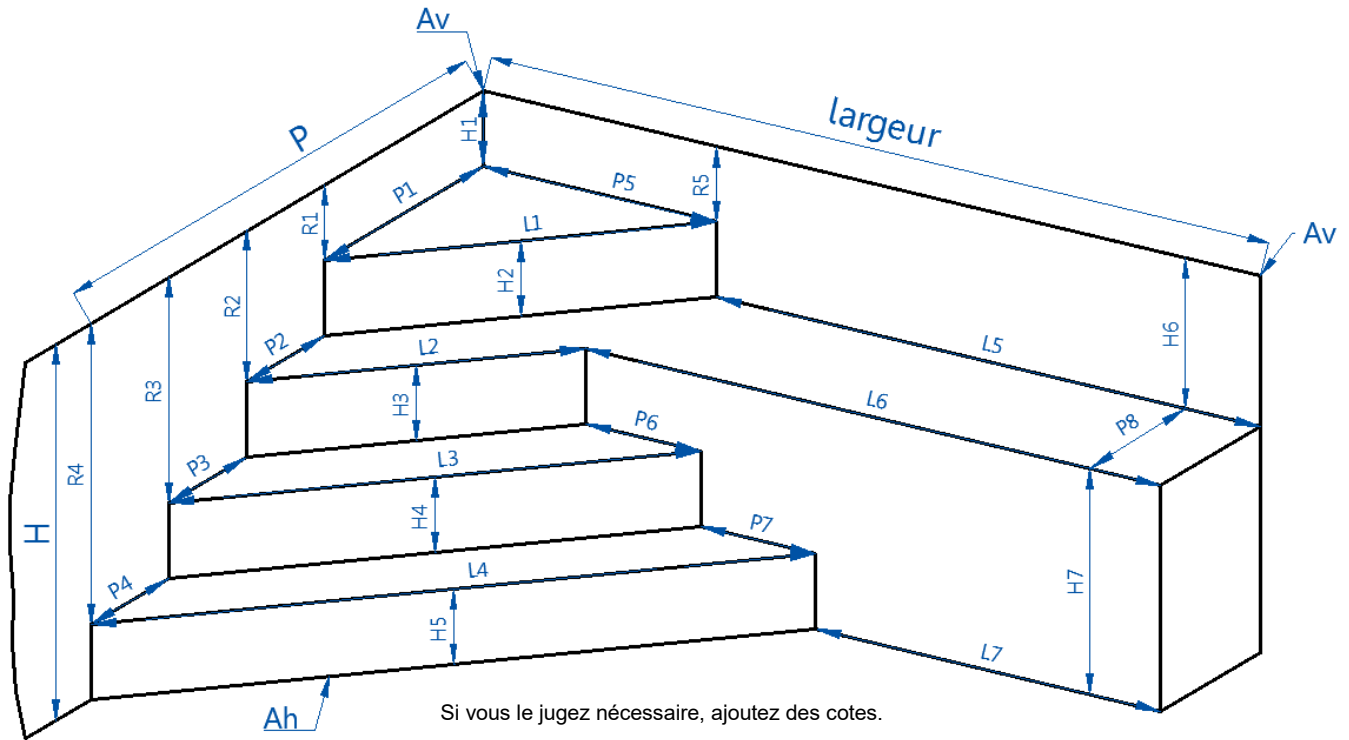 Av
P
largeur
H1
P1
P5
R5
R1
L1
Av
R2
H2
H6
P2
L2
L5
R3
H3
L6
P6
P8
R4
P3
L3
H4
P7
H
L4
P4
H5
H7
L7
Ah
Si vous le jugez nécessaire, ajoutez des cotes.